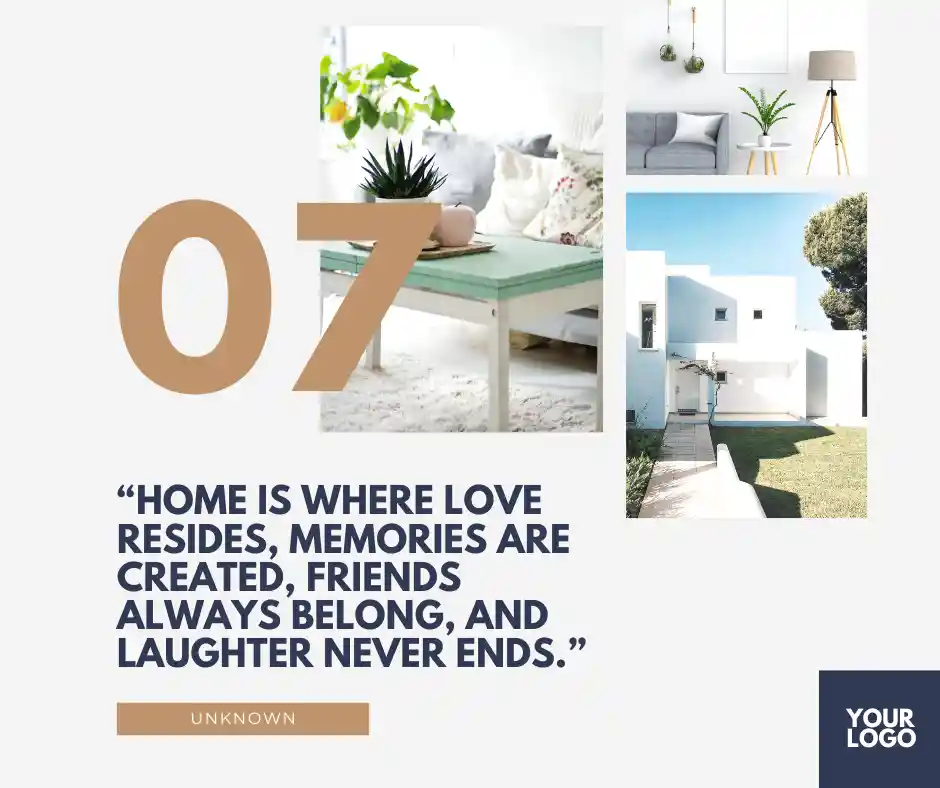 07
“HOME IS WHERE LOVE
RESIDES, MEMORIES ARE
CREATED, FRIENDS
ALWAYS BELONG, AND
LAUGHTER NEVER ENDS.”
UNKNOWN
YOUR
LOGO